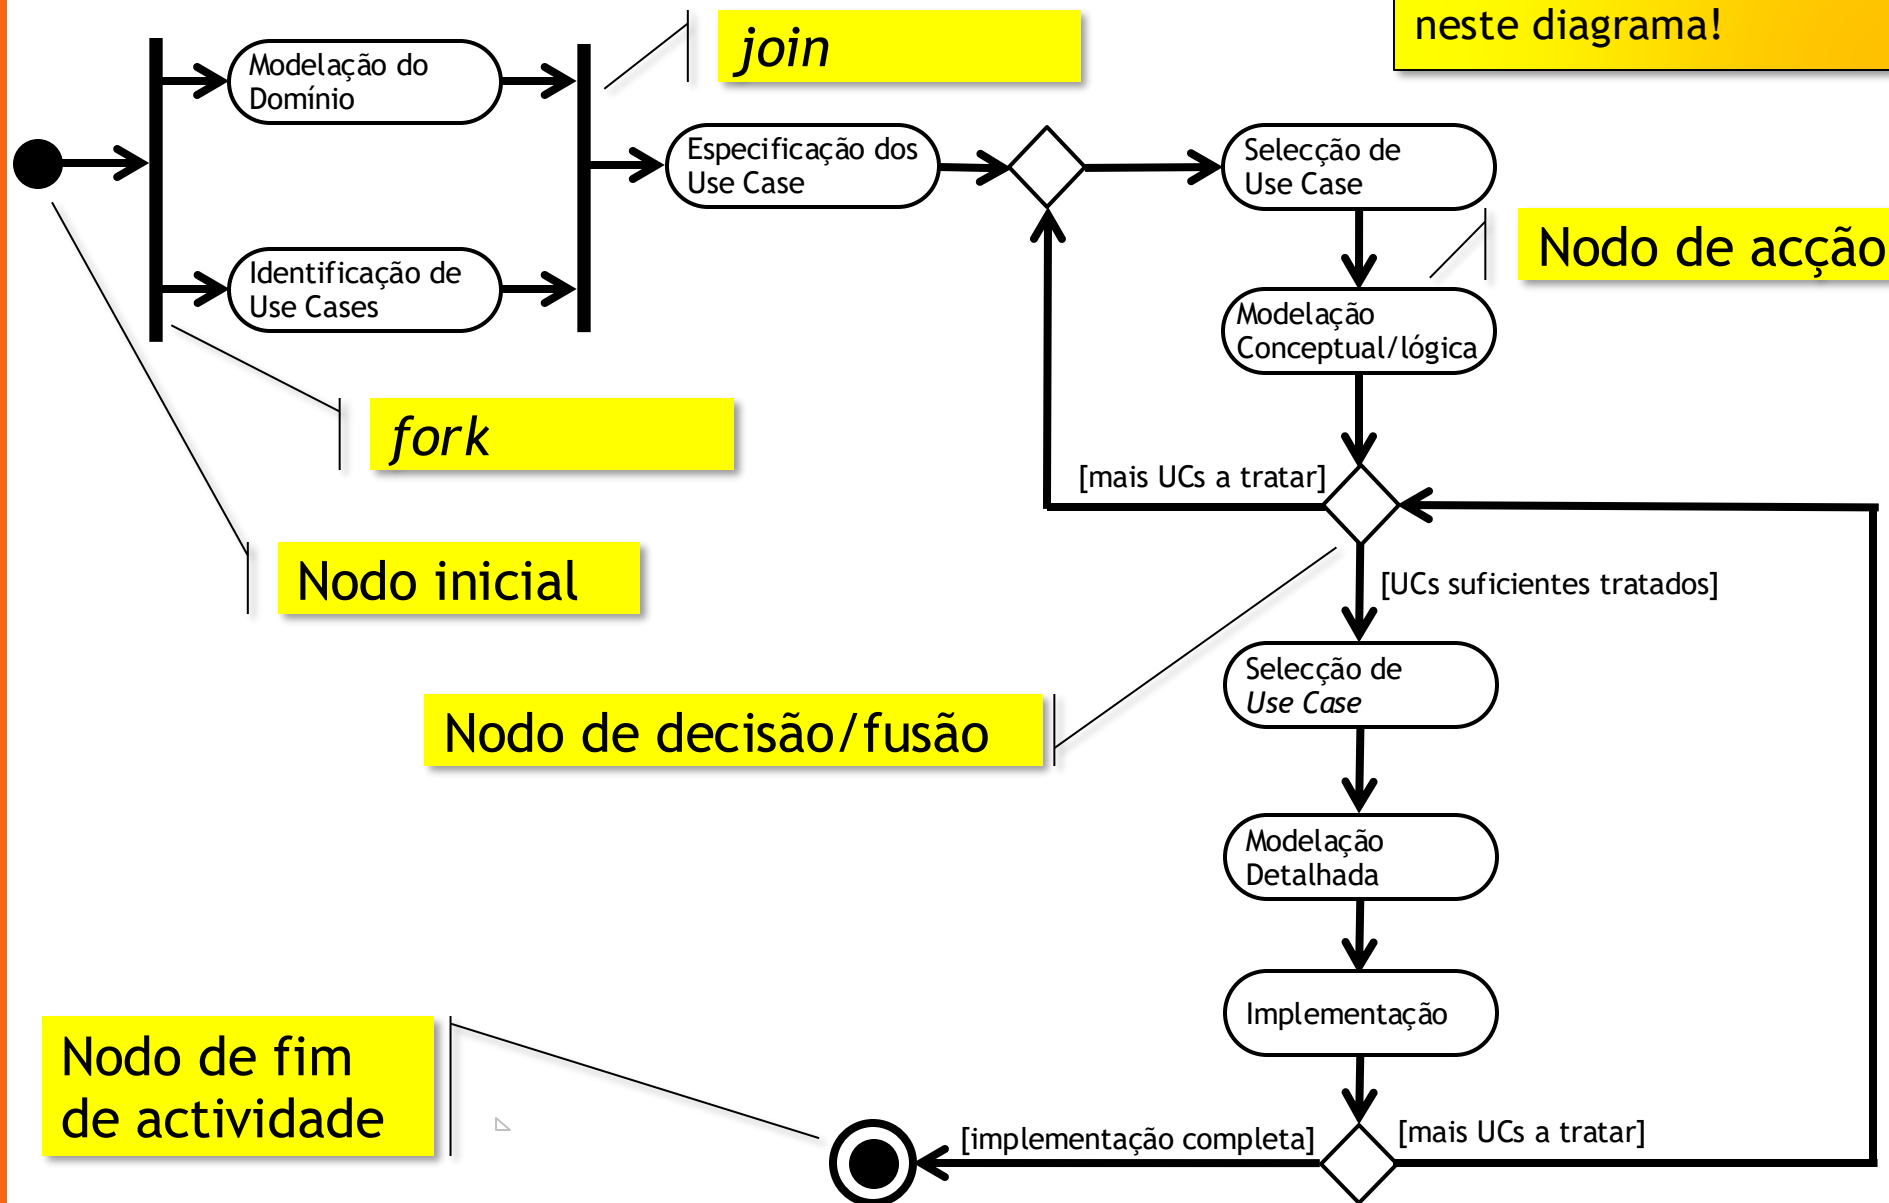 neste diagrama!
join
Modelação do
Domínio
Especificação dos
Use Case
Selecção de
Use Case
Nodo de acção
Identificação de
Use Cases
Modelação
Conceptual/lógica
fork
[mais UCs a tratar]
Nodo inicial
[UCs suficientes tratados]
Selecção de
Use Case
Nodo de decisão/fusão
Modelação
Detalhada
Implementação
Nodo de fim
de actividade
[implementação completa]
[mais UCs a tratar]